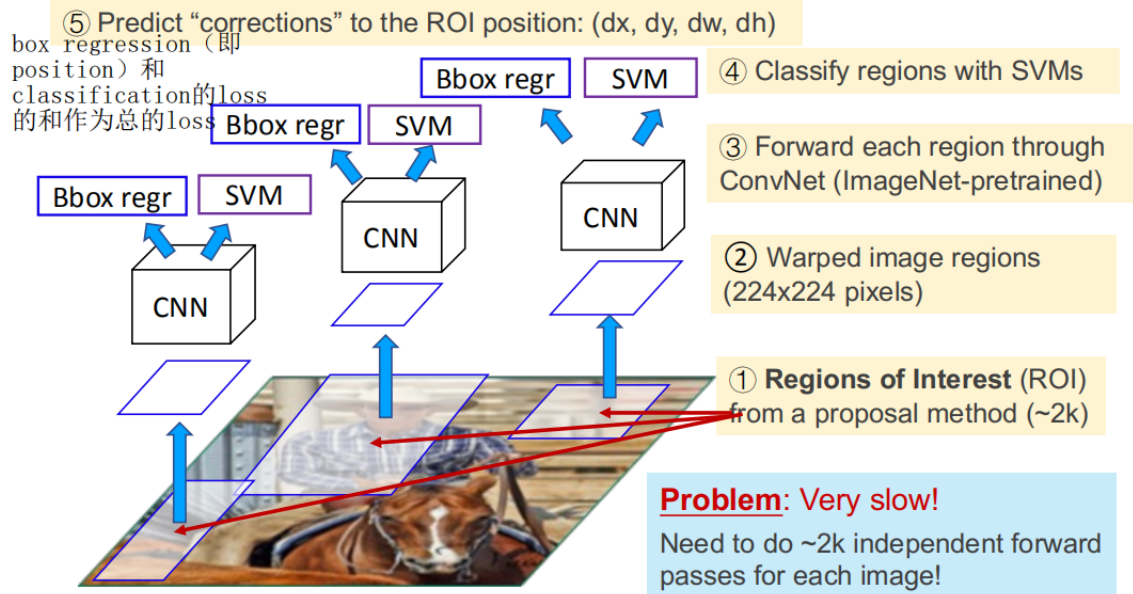 ⑤ Predict “corrections” to the ROI position: (dx, dy, dw, dh)
box regression（即
position）和
classification的loss
的和作为总的loss
Bbox regr
SVM
④ Classify regions with SVMs
Bbox regr
SVM
③ Forward each region through
ConvNet (ImageNet-pretrained)
Bbox regr
SVM
CNN
CNN
CNN
② Warped image regions
(224x224 pixels)
① Regions of Interest (ROI)
from a proposal method (~2k)
Problem: Very slow!
Need to do ~2k independent forward
passes for each image!